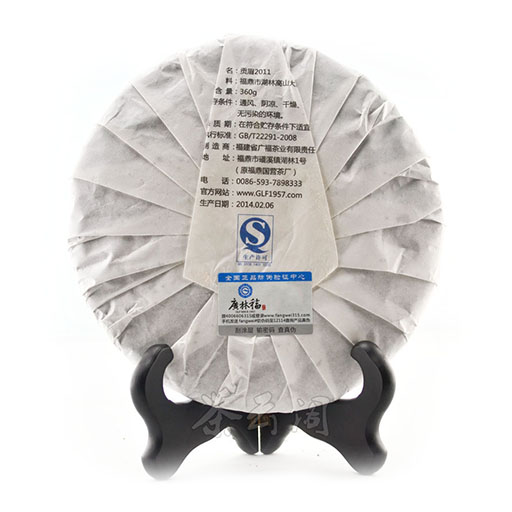 名：贡眉2011
料：福鼎市湖林高山大
含量：360g
存条件：通风、阴凉、干燥、
无污染的环境。
质期：在符合贮存条件下适宜
执行标准：GB/T22291-2008
制造商：福建省广福茶业有限责任
地址：福鼎市磻溪镇湖林1号
（原福鼎国营茶厂）
电话：0086-593-7898333
官方网站：www.GLF1957.com
生产日期：2014.02.06
QS
生产许可
全国正品防伪验证中心
广林福
刮涂层 输密码 查真伪
茶云阁